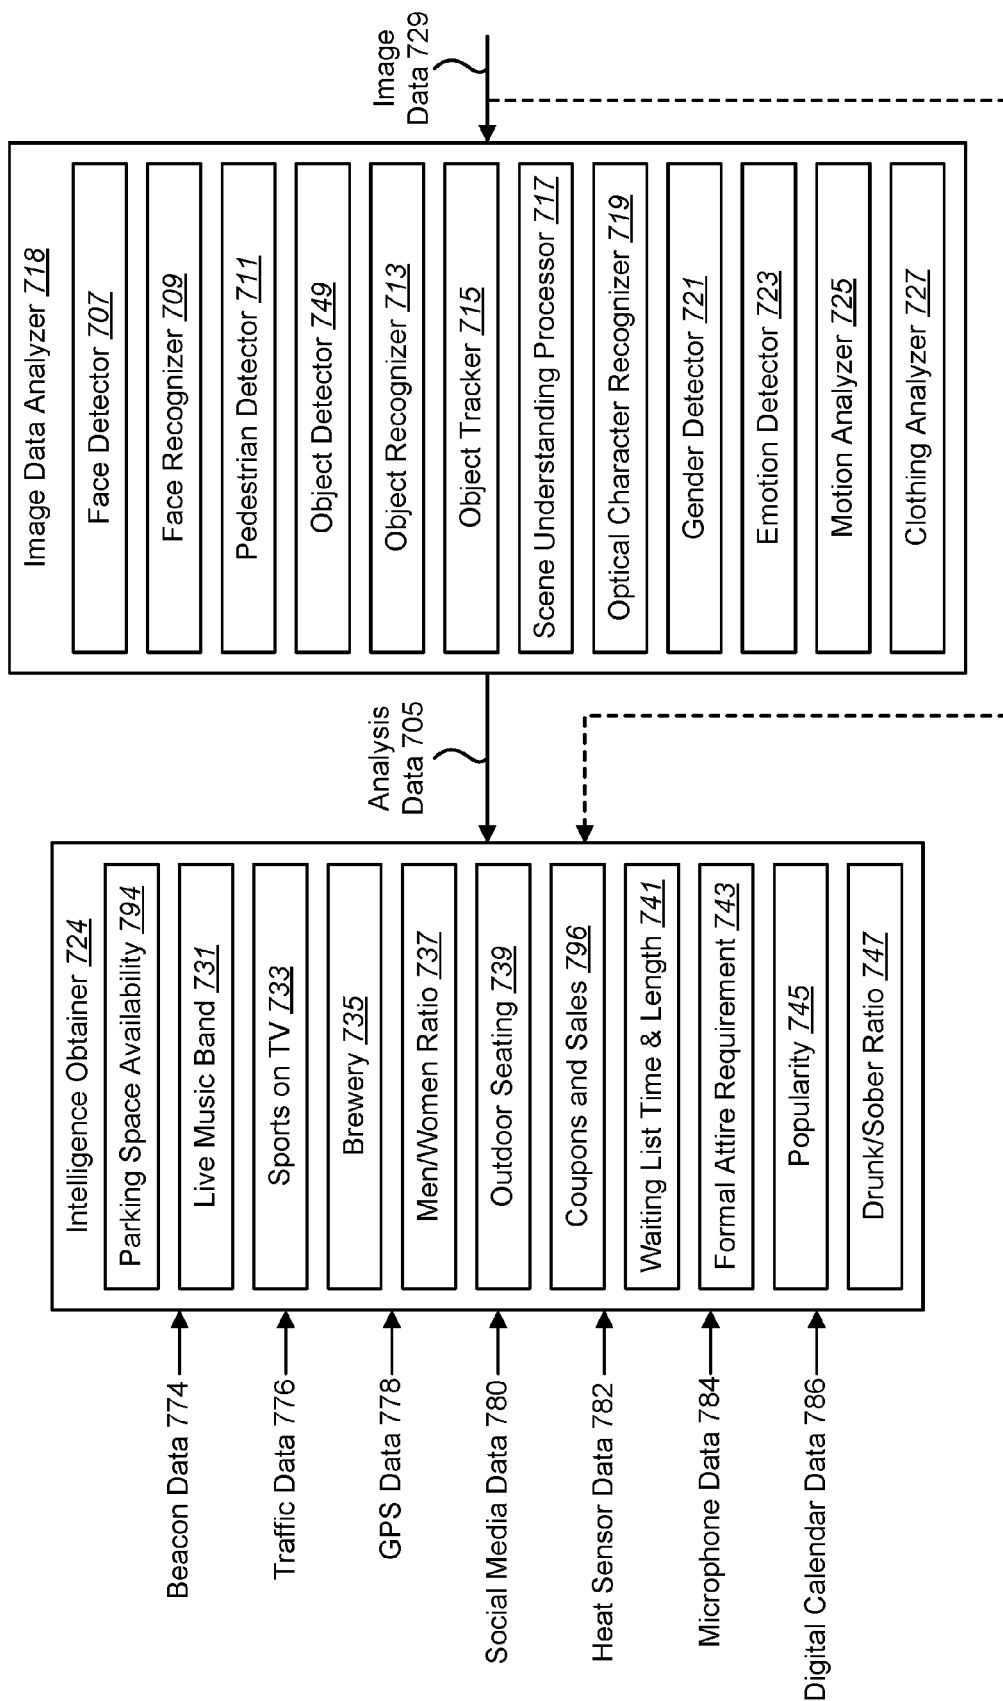 Image
Data 729
Image Data Analyzer 718
Face Detector 707
Face Recognizer 709
Pedestrian Detector 711
Object Detector 749
Object Recognizer 713
Object Tracker 715
Scene Understanding Processor 717
Optical Character Recognizer 719
Gender Detector 721
Emotion Detector 723
Motion Analyzer 725
Clothing Analyzer 727
Analysis
Data 705
Intelligence Obtainer 724
Parking Space Availability 794
Live Music Band 731
Sports on TV 733
Brewery 735
Men/Women Ratio 737
Outdoor Seating 739
Coupons and Sales 796
Waiting List Time & Length 741
Formal Attire Requirement 743
Popularity 745
Drunk/Sober Ratio 747
Beacon Data 774
Traffic Data 776
GPS Data 778
Social Media Data 780
Heat Sensor Data 782
Microphone Data 784
Digital Calendar Data 786